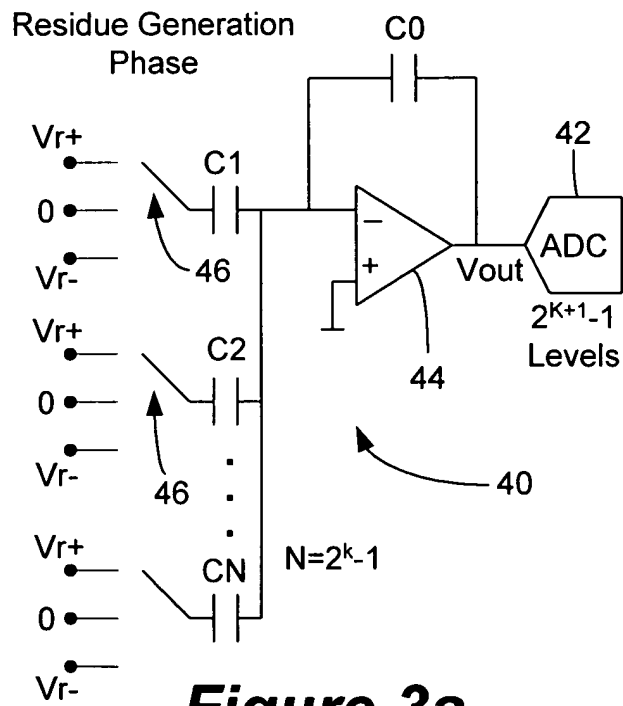 Residue Generation
Phase
C0
Vr+
0
Vr-
C1
46
−
+
44
Vout
42
ADC
2^{K+1}-1
Levels
Vr+
0
Vr-
C2
46
40
Vr+
0
Vr-
CN
N=2^k-1
Figure 3a